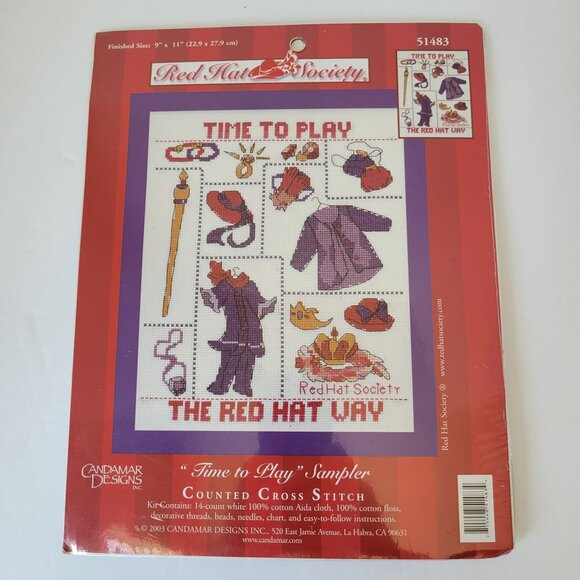 Finished Size: 9" x 11" (22.9 x 27.9 cm)
51483
Red Hat Society®
TIME TO PLAY
THE RED HAT WAY
TIME TO PLAY
Red Hat Society
THE RED HAT WAY
Red Hat Society ® www.redhatsociety.com
CANDAMAR
DESIGNS
INC.
"Time to Play" Sampler
COUNTED CROSS STITCH
Kit Contains: 14-count white 100% cotton Aida cloth, 100% cotton floss,
decorative threads, beads, needles, chart, and easy-to-follow instructions.
© 2003 CANDAMAR DESIGNS INC., 520 East Jamie Avenue, La Habra, CA 90631
www.candamar.com